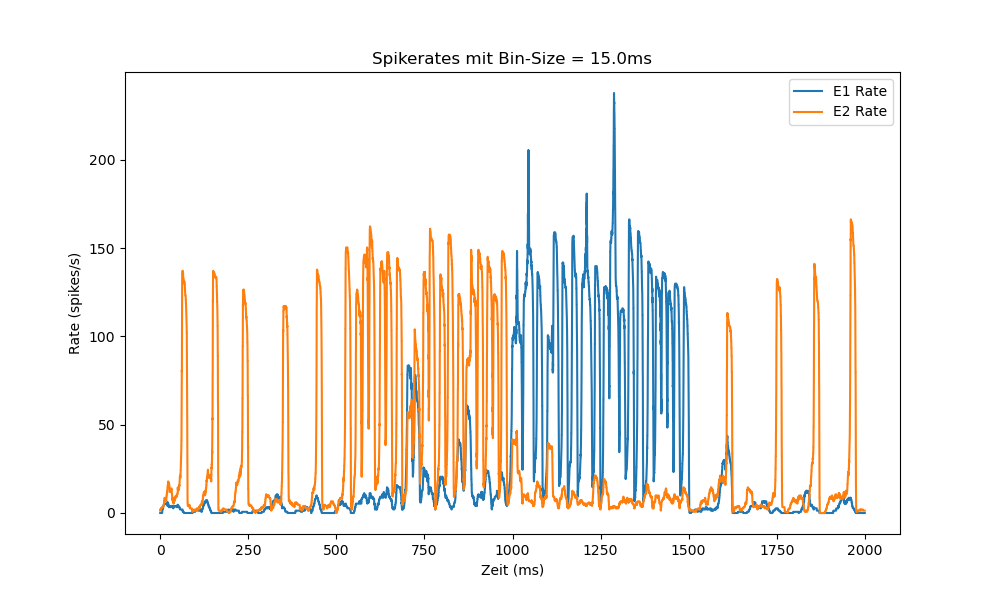 Spikerates mit Bin-Size = 15.0ms
E1 Rate
E2 Rate
Rate (spikes/s)
200
150
100
50
0
0 250 500 750 1000 1250 1500 1750 2000
Zeit (ms)